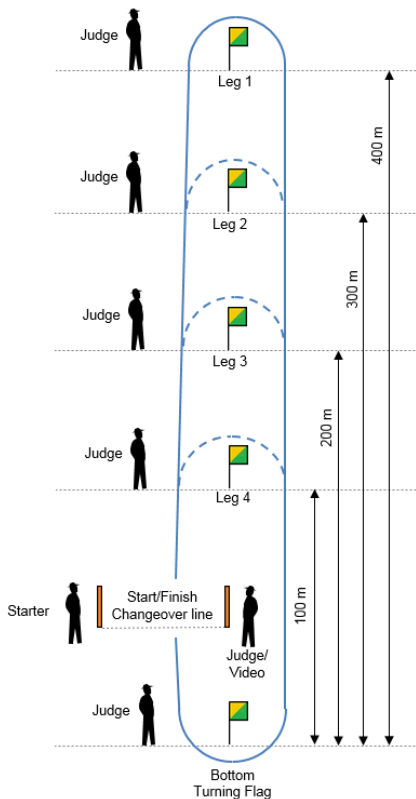 Judge
Leg 1
400 m
Judge
Leg 2
300 m
Judge
Leg 3
200 m
Judge
Leg 4
100 m
Starter
Start/Finish
Changeover line
Judge/
Video
Judge
Bottom
Turning Flag